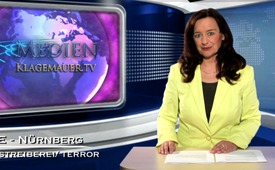 MEDIEN
KLAGEMAUER.TV
E - NÜRNBERG
STREIBEREI/ TERROR